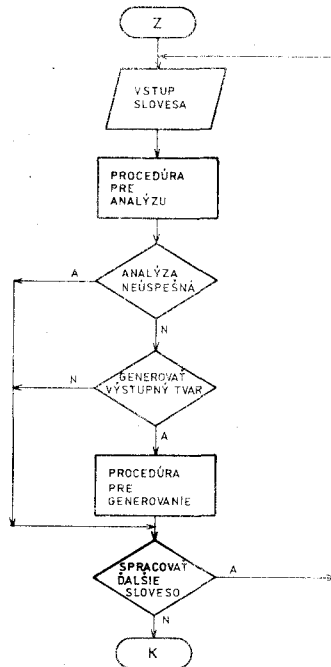 Z
VSTUP
SLOVESA
PROCEDÚRA
PRE
ANALÝZU
A
ANALÝZA
NEÚSPEŠNÁ
N
N
GENEROVAŤ
VÝSTUPNÝ TVAR
A
PROCEDÚRA
PRE
GENEROVANIE
SPRACOVAŤ
ĎALŠIE
SLOVESO
A
N
K